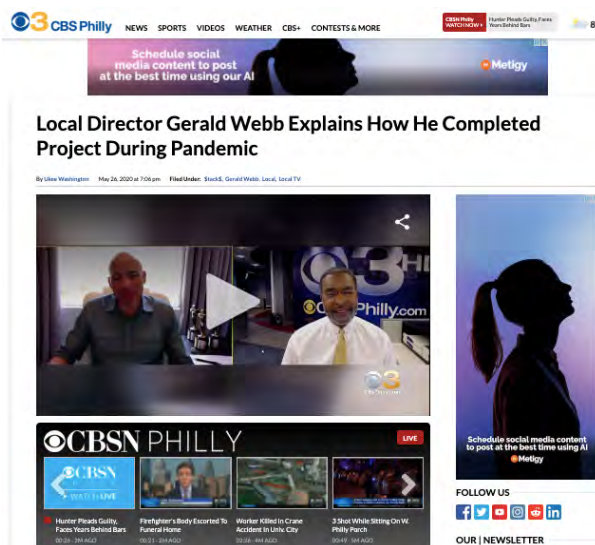 3 CBS Philly
NEWS SPORTS VIDEOS WEATHER CBS+ CONTESTS & MORE
CBSN Philly
WATCH NOW
Hunter Pleads Guilty, Faces
Years Behind Bars
8
Schedule social
media content to post
at the best time using our AI
Metigy
Local Director Gerald Webb Explains How He Completed
Project During Pandemic
By Ukee Washington May 26, 2020 at 7:06 pm Filed Under: $tack$, Gerald Webb, Local, Local TV
3
Philly.com
3
CBSN PHILLY
LIVE
CBSN
WATCH LIVE
Hunter Pleads Guilty,
Faces Years Behind Bars
Firefighter's Body Escorted To
Funeral Home
Worker Killed In Crane
Accident In Univ. City
3 Shot While Sitting On W.
Philly Porch
Schedule social media content
to post at the best time using AI
Metigy
FOLLOW US
OUR | NEWSLETTER